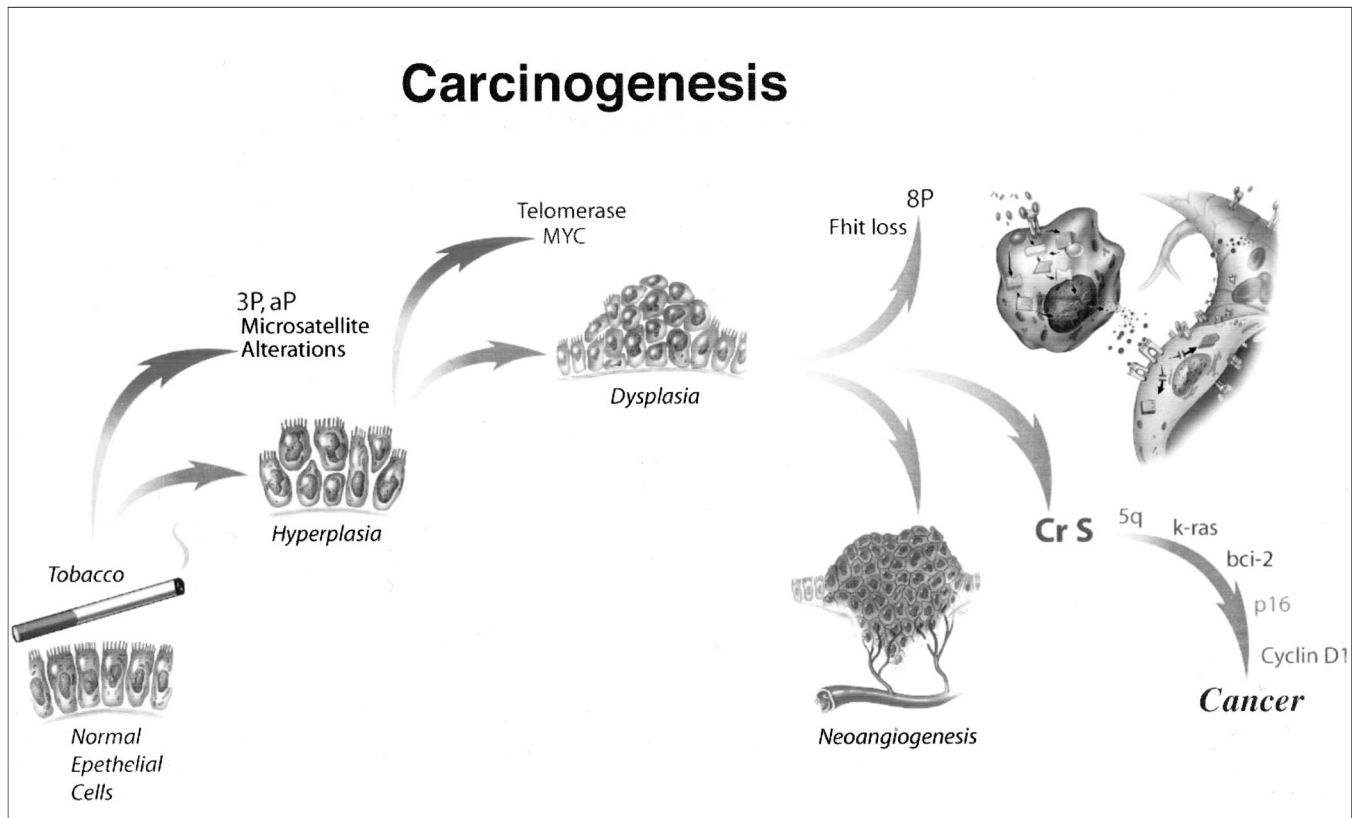 Carcinogenesis
Tobacco
Normal
Epethelial
Cells
3P, aP
Microsatellite
Alterations
Hyperplasia
Telomerase
MYC
Dysplasia
8P
Fhit loss
Neoangiogenesis
Cr S
5q
k-ras
bci-2
p16
Cyclin D1
Cancer